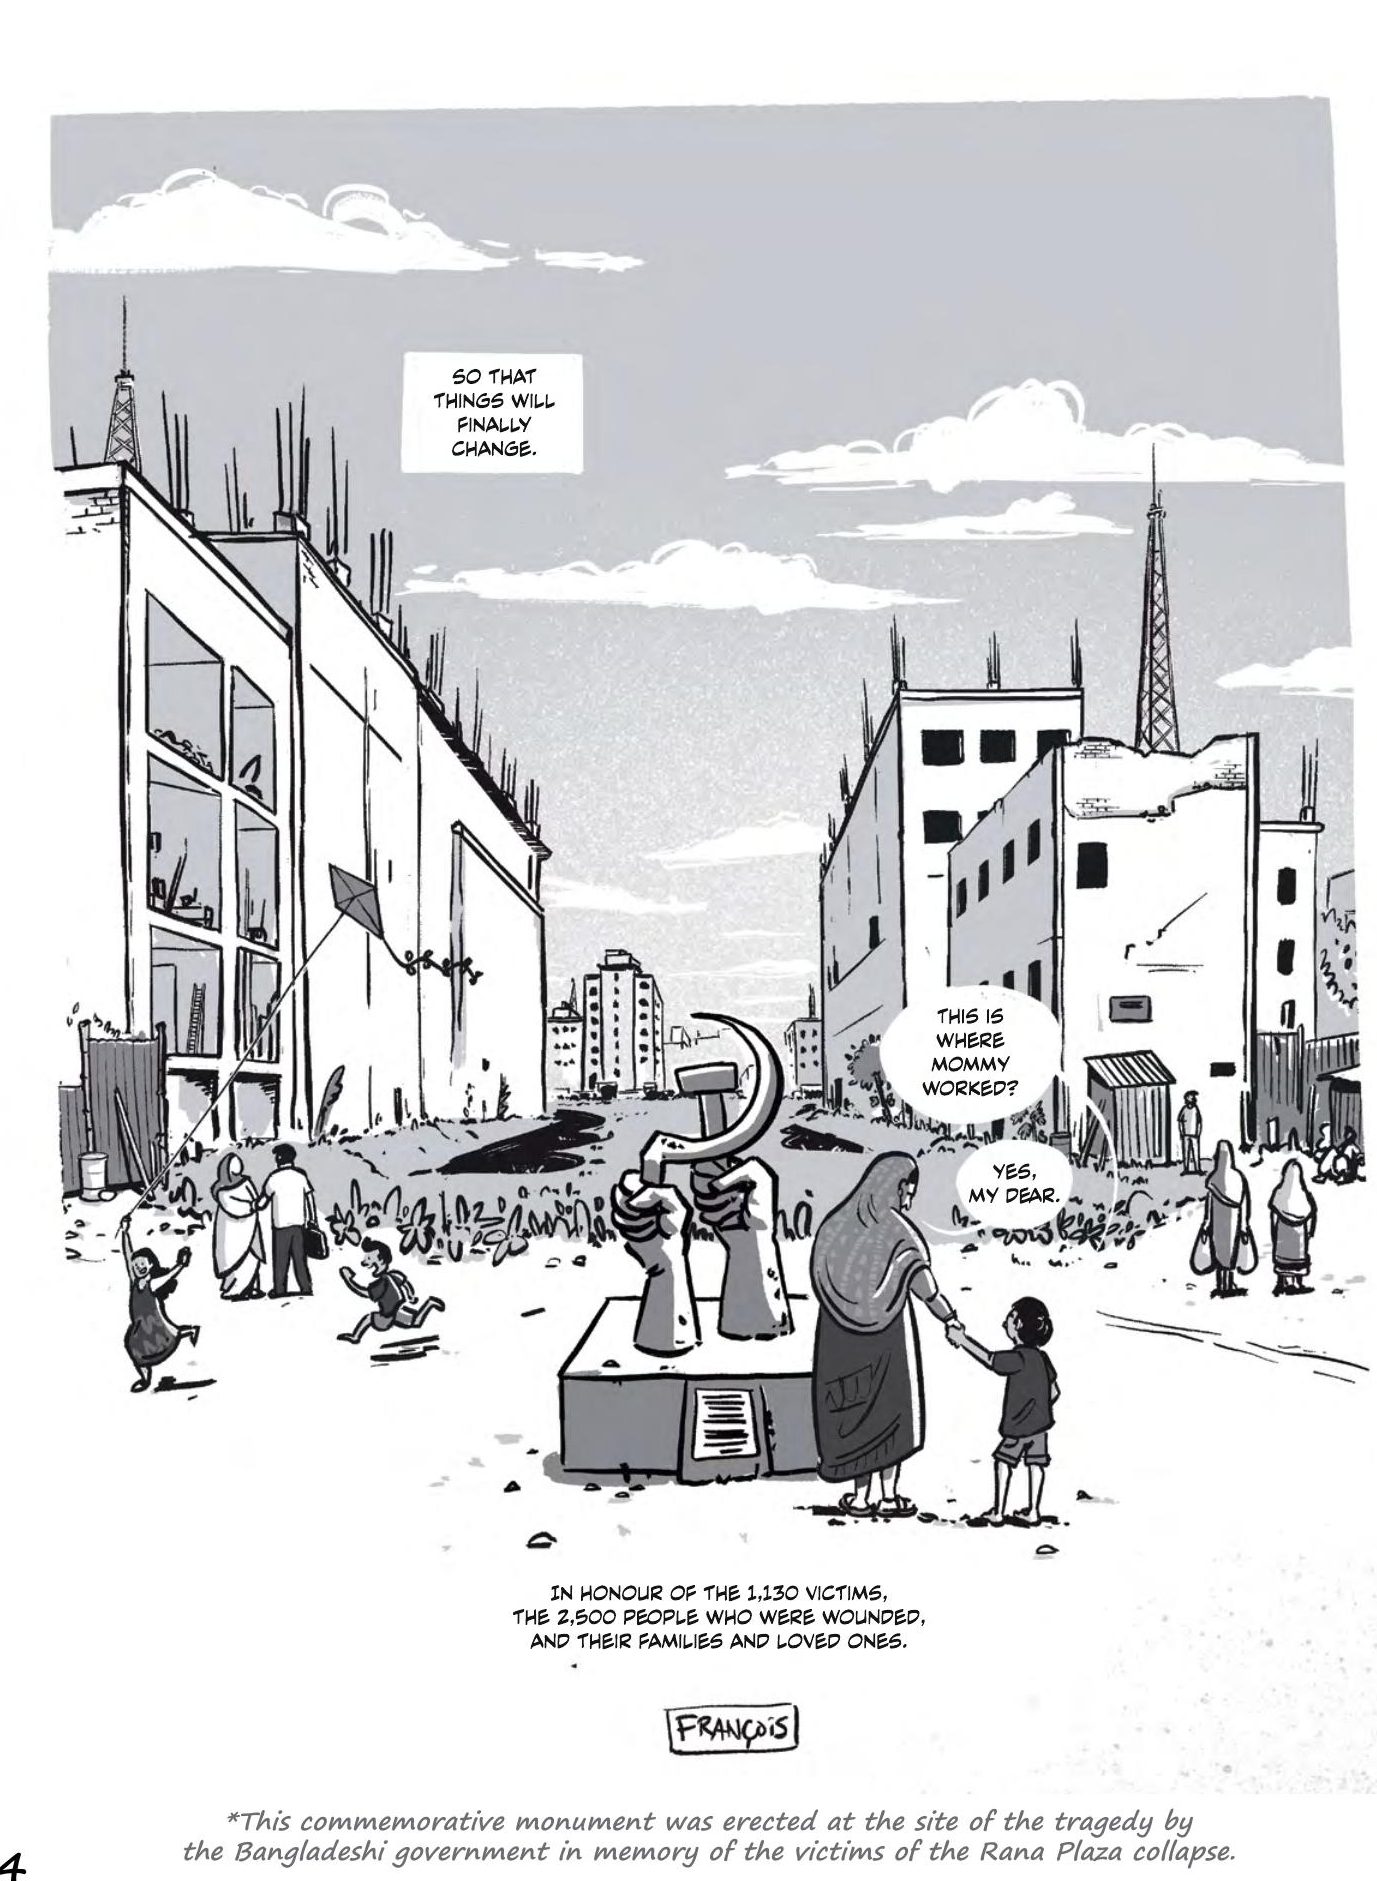 SO THAT
THINGS WILL
FINALLY
CHANGE.
THIS IS
WHERE
MOMMY
WORKED?
YES,
MY DEAR.
IN HONOUR OF THE 1,130 VICTIMS,
THE 2,500 PEOPLE WHO WERE WOUNDED,
AND THEIR FAMILIES AND LOVED ONES.
FRANÇOIS
*This commemorative monument was erected at the site of the tragedy by
the Bangladeshi government in memory of the victims of the Rana Plaza collapse.
4